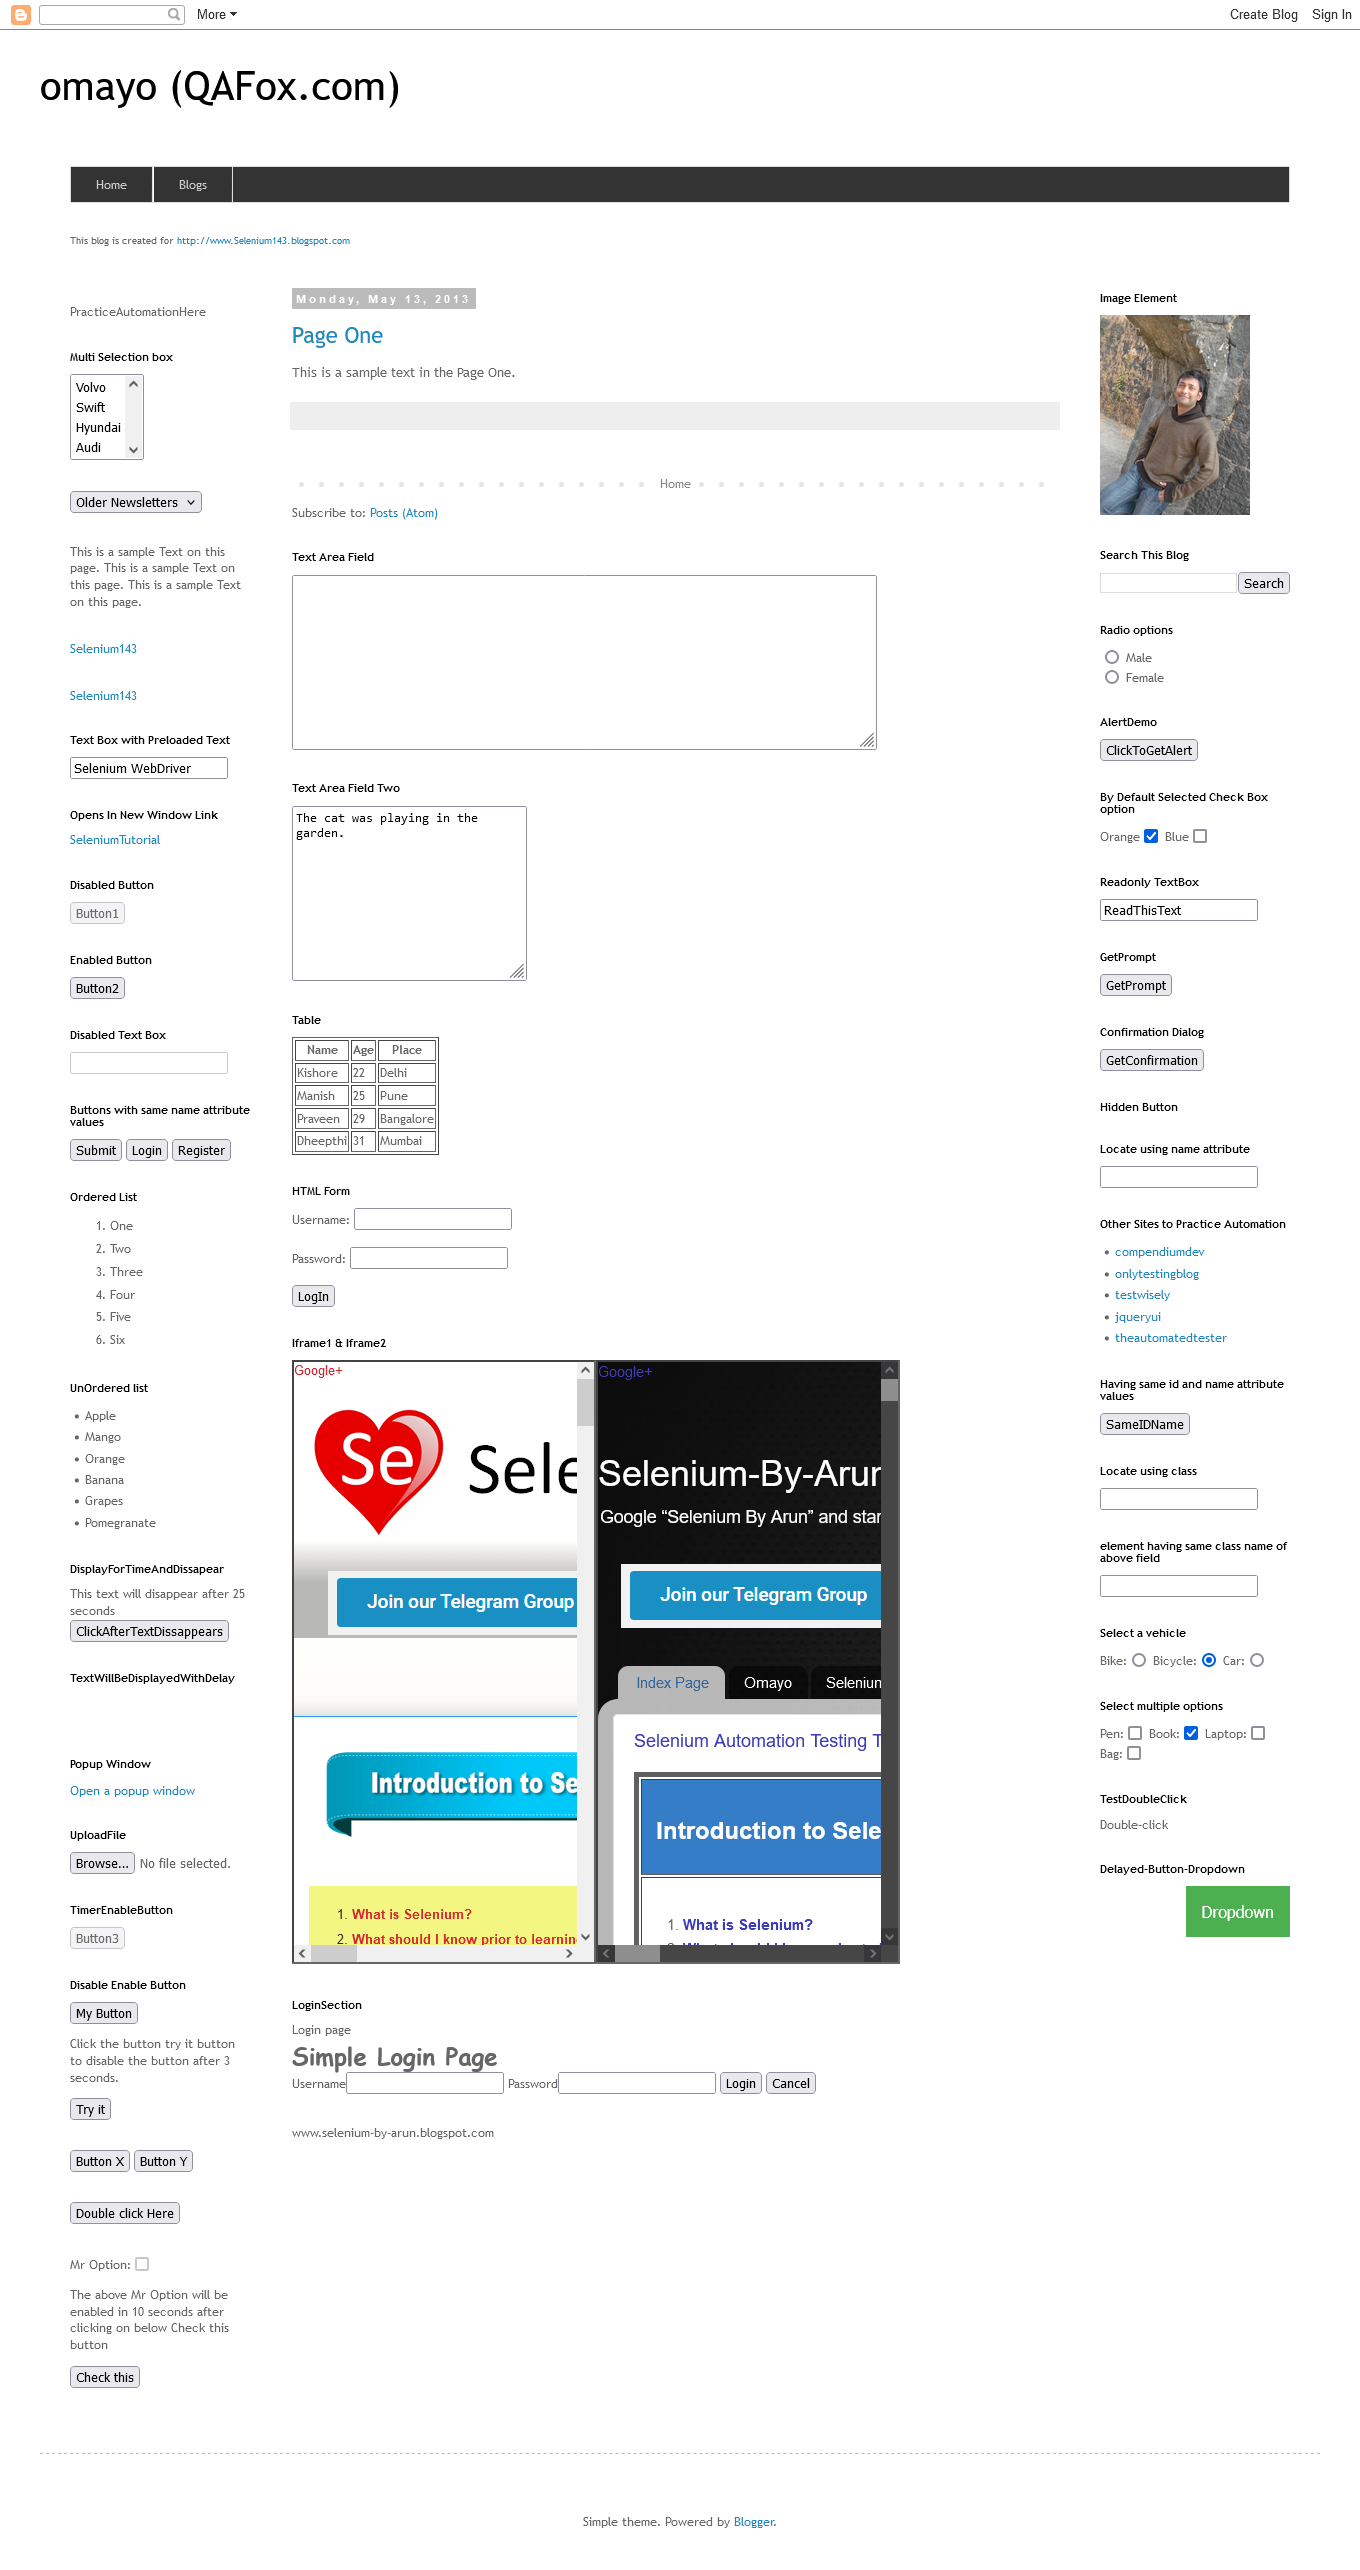 More
Create Blog
Sign In
omayo (QAFox.com)
Home
Blogs
This blog is created for http://www.Selenium143.blogspot.com
PracticeAutomationHere
Multi Selection box
Volvo
Swift
Hyundai
Audi
Older Newsletters
This is a sample Text on this
page. This is a sample Text on
this page. This is a sample Text
on this page.
Selenium143
Selenium143
Text Box with Preloaded Text
Selenium WebDriver
Opens In New Window Link
SeleniumTutorial
Disabled Button
Button1
Enabled Button
Button2
Disabled Text Box
Buttons with same name attribute
values
Submit Login Register
Ordered List
1. One
2. Two
3. Three
4. Four
5. Five
6. Six
UnOrdered list
• Apple
• Mango
• Orange
• Banana
• Grapes
• Pomegranate
DisplayForTimeAndDissapear
This text will disappear after 25
seconds
ClickAfterTextDissappears
TextWillBeDisplayedWithDelay
Popup Window
Open a popup window
UploadFile
Browse... No file selected.
TimerEnableButton
Button3
Disable Enable Button
My Button
Click the button try it button
to disable the button after 3
seconds.
Try it
Button X Button Y
Double click Here
Mr Option:
The above Mr Option will be
enabled in 10 seconds after
clicking on below Check this
button
Check this
Monday, May 13, 2013
Page One
This is a sample text in the Page One.
Home
Subscribe to: Posts (Atom)
Text Area Field
Text Area Field Two
The cat was playing in the
garden.
Table
Name Age Place
Kishore 22 Delhi
Manish 25 Pune
Praveen 29 Bangalore
Dheepthi 31 Mumbai
HTML Form
Username:
Password:
LogIn
Iframe1 & Iframe2
Google+
Se Sele
Join our Telegram Group
Introduction to Se
1. What is Selenium?
2. What should I know prior to learnin
Google+
Selenium-By-Arun
Google “Selenium By Arun” and star
Join our Telegram Group
Index Page
Omayo
Selenium
Selenium Automation Testing T
Introduction to Sele
1. What is Selenium?
LoginSection
Login page
Simple Login Page
Username Password Login Cancel
www.selenium-by-arun.blogspot.com
Image Element
Search This Blog
Search
Radio options
Male
Female
AlertDemo
ClickToGetAlert
By Default Selected Check Box
option
Orange Blue
Readonly TextBox
ReadThisText
GetPrompt
GetPrompt
Confirmation Dialog
GetConfirmation
Hidden Button
Locate using name attribute
Other Sites to Practice Automation
• compendiumdev
• onlytestingblog
• testwisely
• jqueryui
• theautomatedtester
Having same id and name attribute
values
SameIDName
Locate using class
element having same class name of
above field
Select a vehicle
Bike: Bicycle: Car:
Select multiple options
Pen: Book: Laptop:
Bag:
TestDoubleClick
Double-click
Delayed-Button-Dropdown
Dropdown
Simple theme. Powered by Blogger.